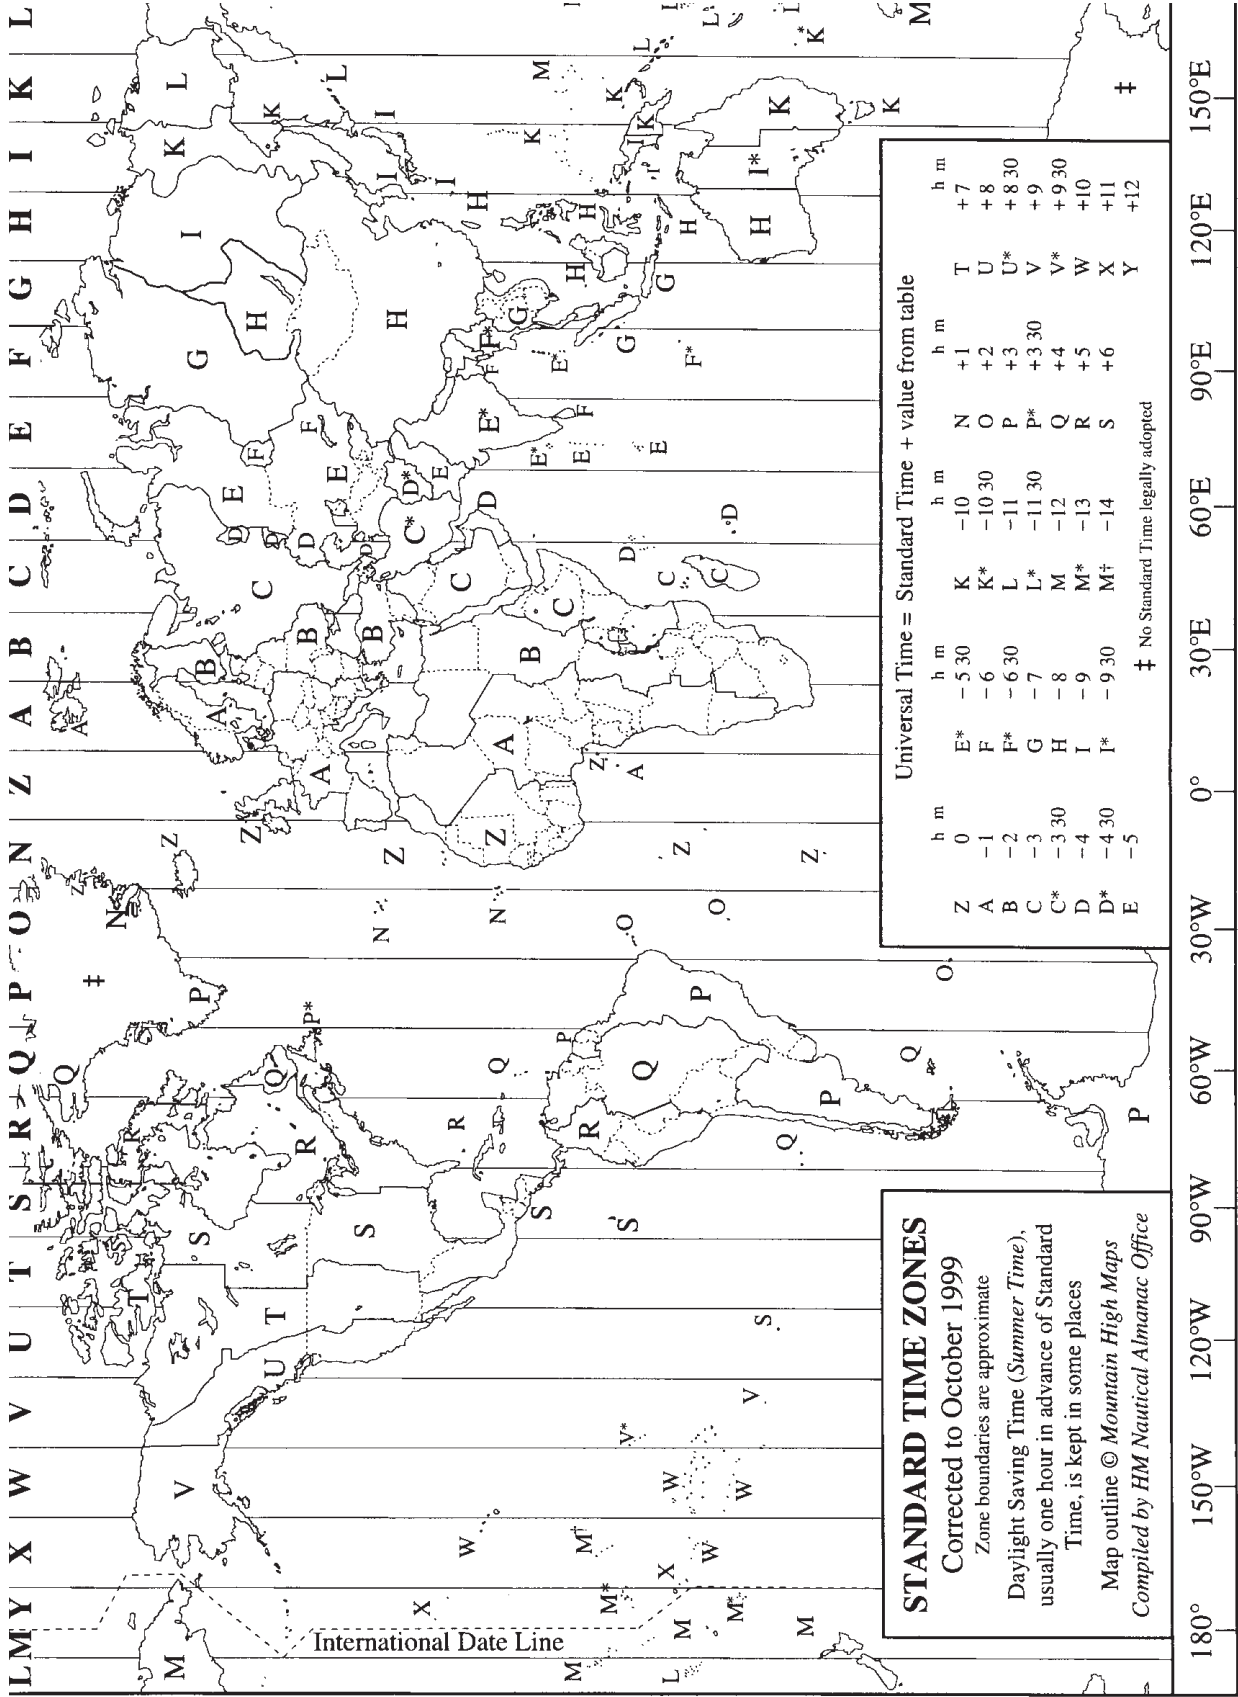 L M Y X W V U T S R Q P O N Z A B C D E F G H I K L
Q Z A
‡ N
T R Z
M V S P A B G I K L
U T Q B C E F H K
R P* A B D F E
S Z B C* D* H I L
International Date Line
X N E I
W R Q Z A B C D E* F* G H K M
S P N A C E* F* H
M† V* R O Z D E G K L
M* S Q P Z C F* H I* K
M X W V S Q O D
M* W P Z
M O Q K
STANDARD TIME ZONES
Corrected to October 1999
Zone boundaries are approximate
Daylight Saving Time (Summer Time),
usually one hour in advance of Standard
Time, is kept in some places
Map outline © Mountain High Maps
Compiled by HM Nautical Almanac Office
P
Universal Time = Standard Time + value from table
h m h m h m h m h m
Z 0 E* – 5 30 K –10 N +1 T +7
A – 1 F – 6 K* –10 30 O +2 U +8
B – 2 F* – 6 30 L –11 P +3 U* +8 30
C – 3 G – 7 L* –11 30 P* +3 30 V +9
C* – 3 30 H – 8 M –12 Q +4 V* +9 30
D – 4 I – 9 M* –13 R +5 W +10
D* – 4 30 I* – 9 30 M† –14 S +6 X +11
E – 5 Y +12
‡ No Standard Time legally adopted
‡
M
180° 150°W 120°W 90°W 60°W 30°W 0° 30°E 60°E 90°E 120°E 150°E